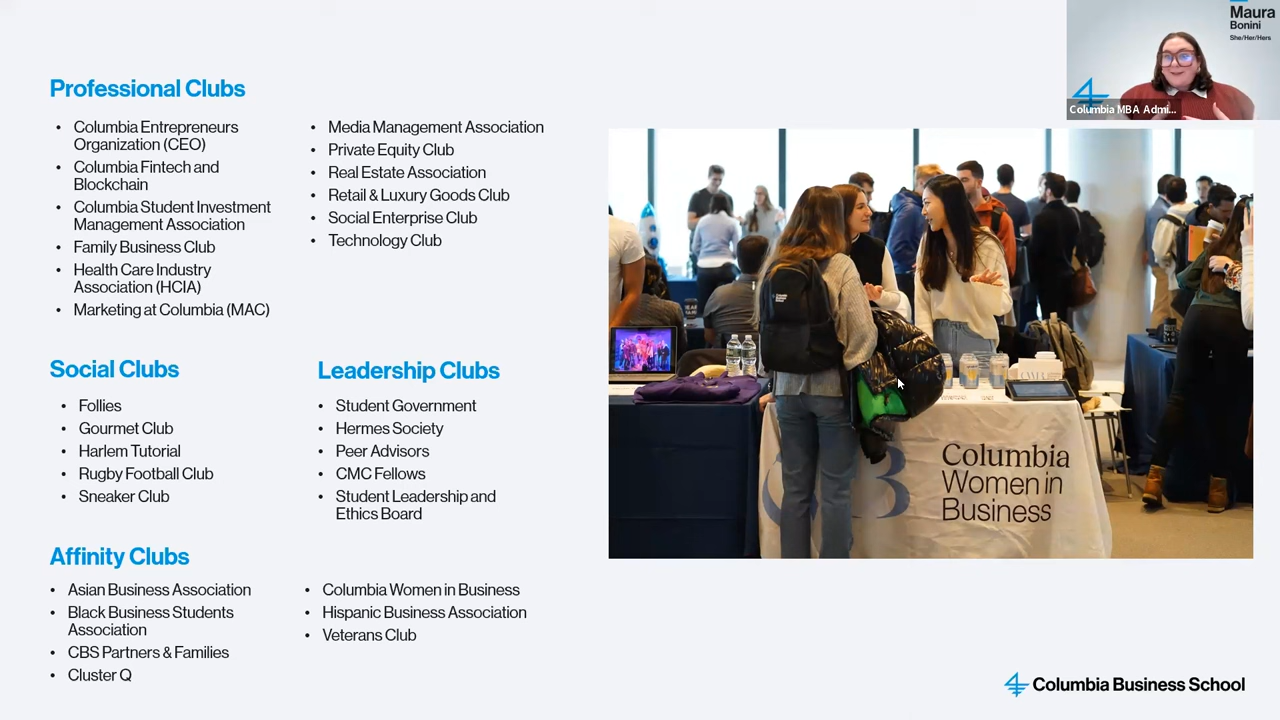 Maura
Bonini
She/Her/Hers
Columbia MBA Admi...
Professional Clubs
• Columbia Entrepreneurs
Organization (CEO)
• Columbia Fintech and
Blockchain
• Columbia Student Investment
Management Association
• Family Business Club
• Health Care Industry
Association (HCIA)
• Marketing at Columbia (MAC)
• Media Management Association
• Private Equity Club
• Real Estate Association
• Retail & Luxury Goods Club
• Social Enterprise Club
• Technology Club
Social Clubs
• Follies
• Gourmet Club
• Harlem Tutorial
• Rugby Football Club
• Sneaker Club
Leadership Clubs
• Student Government
• Hermes Society
• Peer Advisors
• CMC Fellows
• Student Leadership and
Ethics Board
Affinity Clubs
• Asian Business Association
• Black Business Students
Association
• CBS Partners & Families
• Cluster Q
• Columbia Women in Business
• Hispanic Business Association
• Veterans Club
Columbia
Women in
Business
Columbia Business School